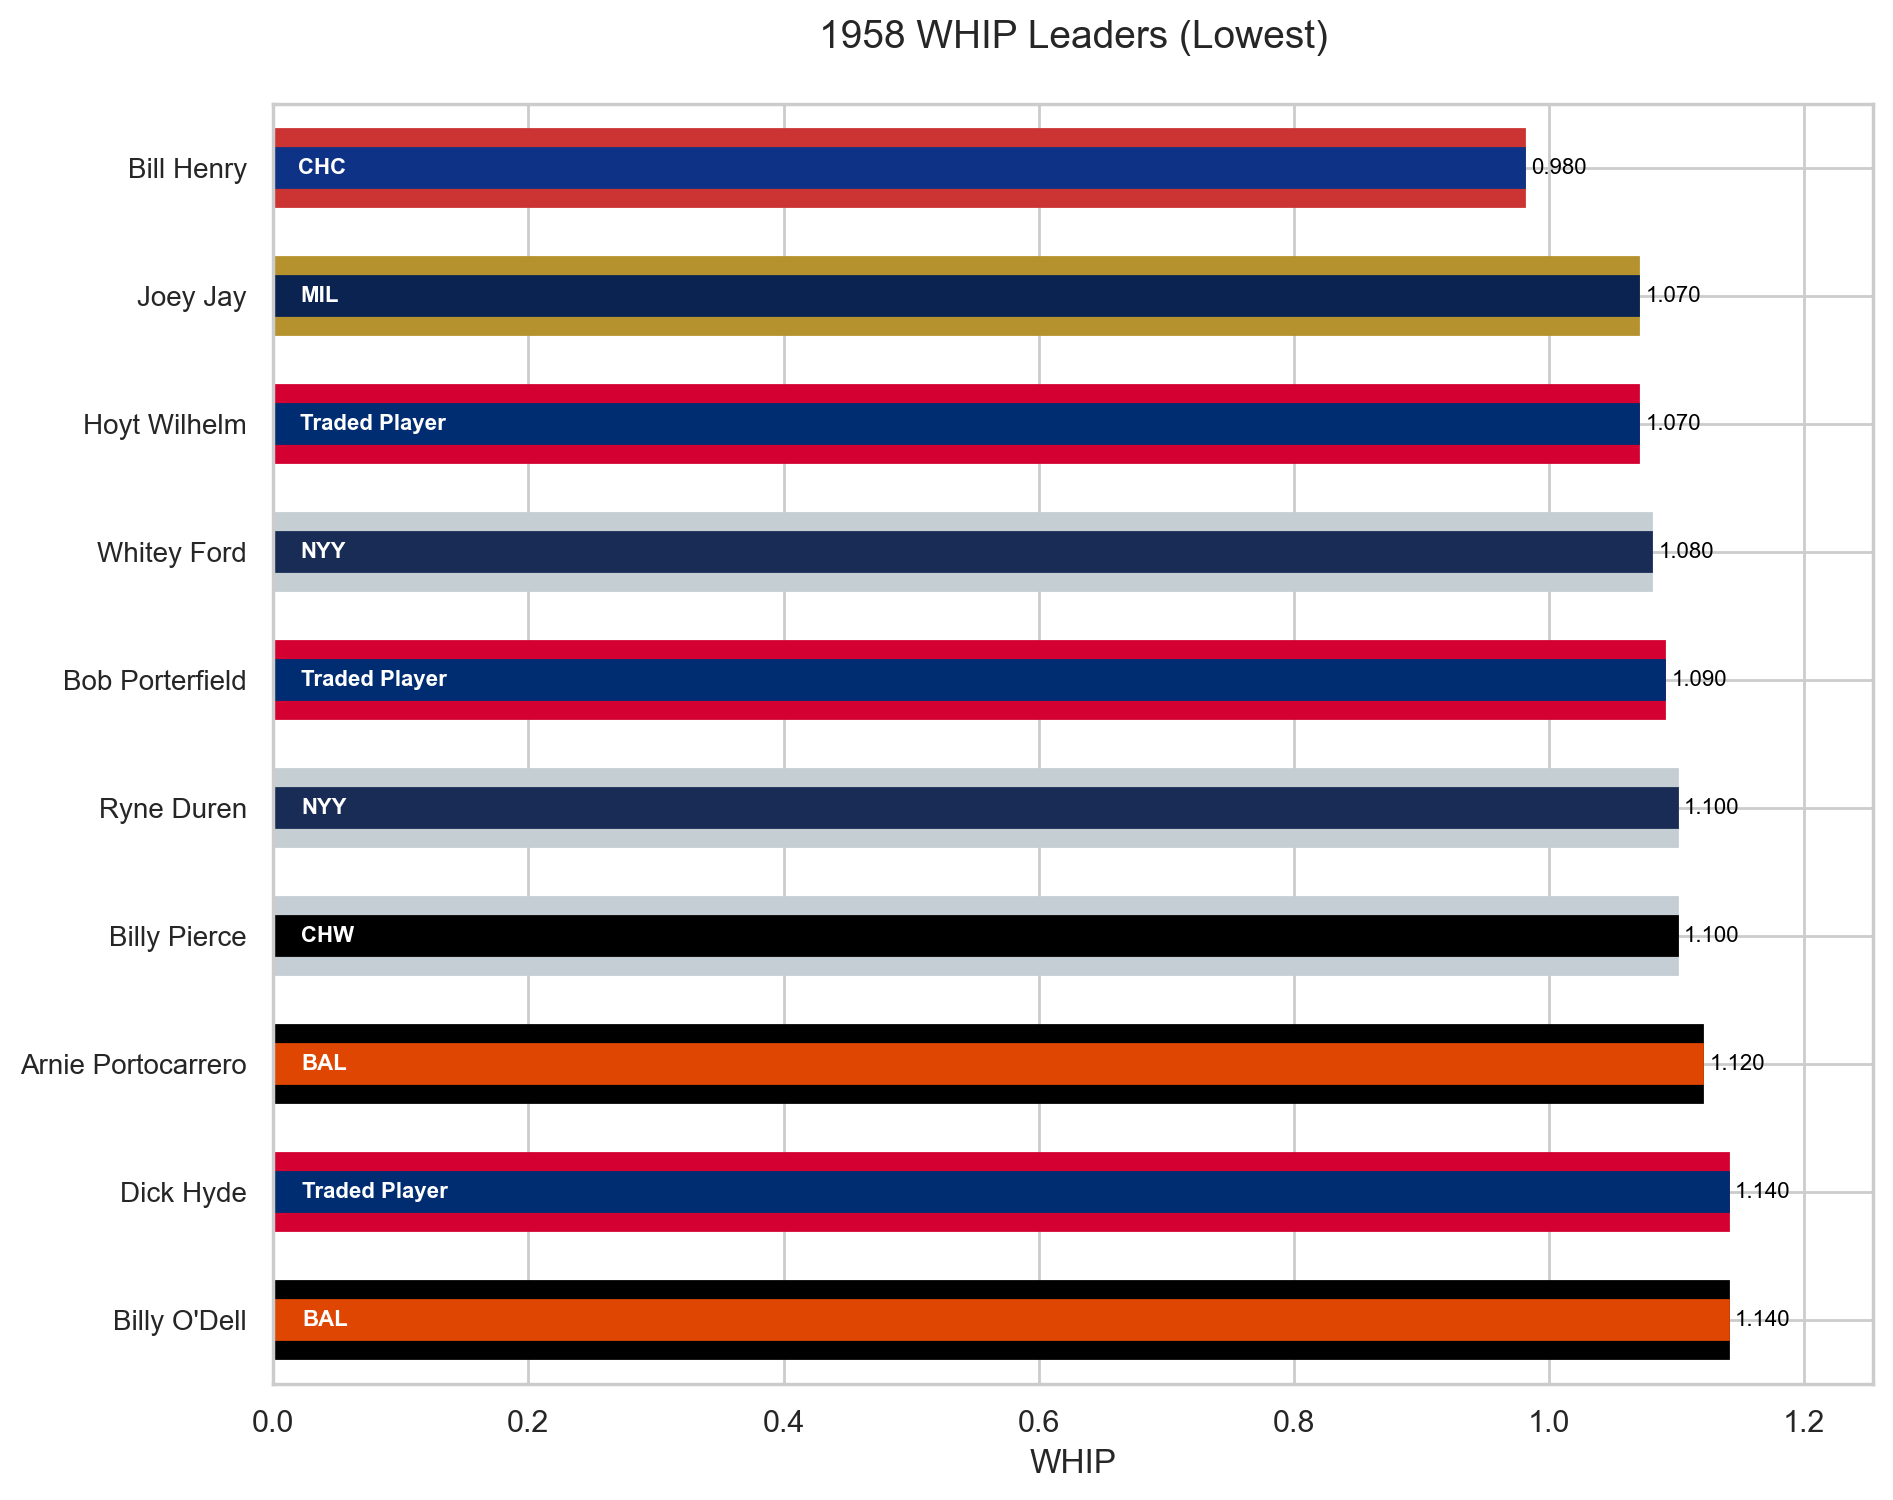 1958 WHIP Leaders (Lowest)
Bill Henry CHC 0.980
Joey Jay MIL 1.070
Hoyt Wilhelm Traded Player 1.070
Whitey Ford NYY 1.080
Bob Porterfield Traded Player 1.090
Ryne Duren NYY 1.100
Billy Pierce CHW 1.100
Arnie Portocarrero BAL 1.120
Dick Hyde Traded Player 1.140
Billy O'Dell BAL 1.140
0.0 0.2 0.4 0.6 0.8 1.0 1.2
WHIP